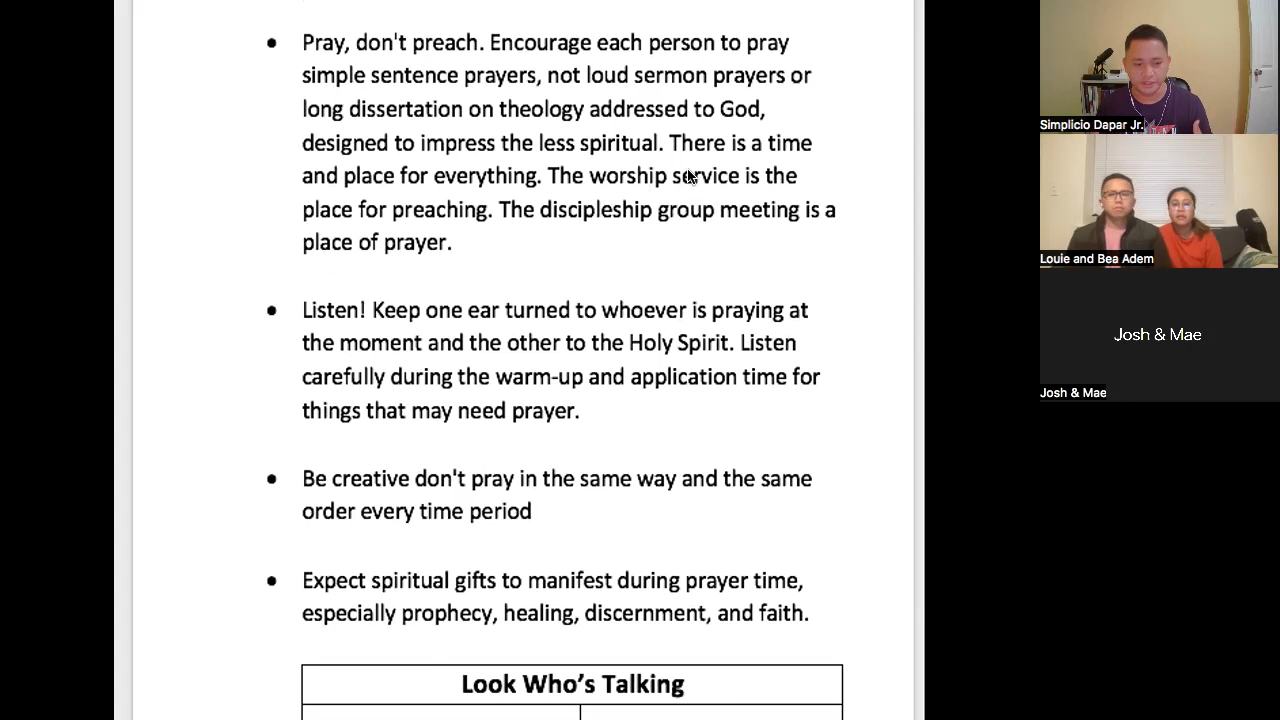 • Pray, don't preach. Encourage each person to pray
simple sentence prayers, not loud sermon prayers or
long dissertation on theology addressed to God,
designed to impress the less spiritual. There is a time
and place for everything. The worship service is the
place for preaching. The discipleship group meeting is a
place of prayer.
• Listen! Keep one ear turned to whoever is praying at
the moment and the other to the Holy Spirit. Listen
carefully during the warm-up and application time for
things that may need prayer.
• Be creative don't pray in the same way and the same
order every time period
• Expect spiritual gifts to manifest during prayer time,
especially prophecy, healing, discernment, and faith.
Look Who's Talking
Simplicio Dapar Jr.
Louie and Bea Adem
Josh & Mae
Josh & Mae